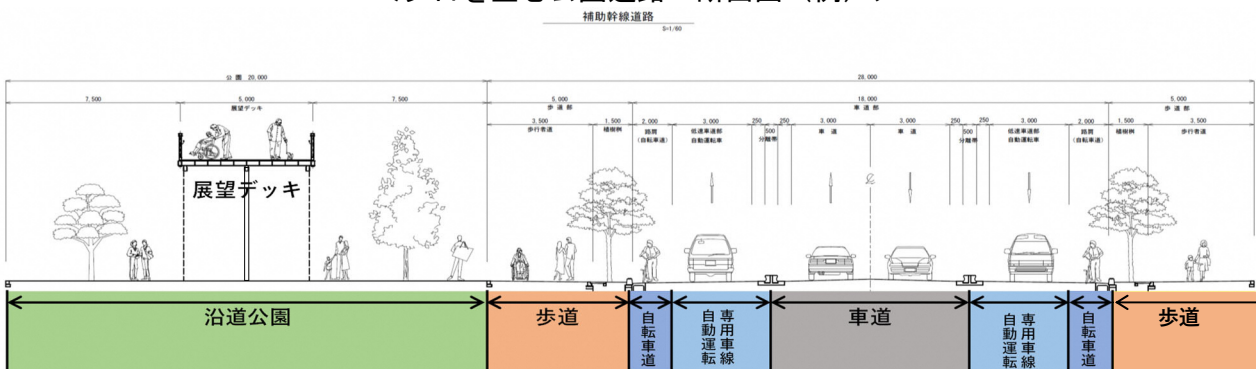 補助幹線道路
S=1/60
公園 20,000
28,000
7,500
5,000
7,500
展望デッキ
5,000
歩道部
18,000
車道部
5,000
歩道部
3,500
歩行者道
1,500
植樹桝
2,000
路肩
(自転車道)
3,000
低速車道部
自動運転車
250
500
分離帯
250
3,000
車道
3,000
車道
250
500
分離帯
250
3,000
低速車道部
自動運転車
2,000
路肩
(自転車道)
1,500
植樹桝
3,500
歩行者道
展望デッキ
沿道公園
歩道
自転車道
専用車線
自動運転
車道
専用車線
自動運転
自転車道
歩道